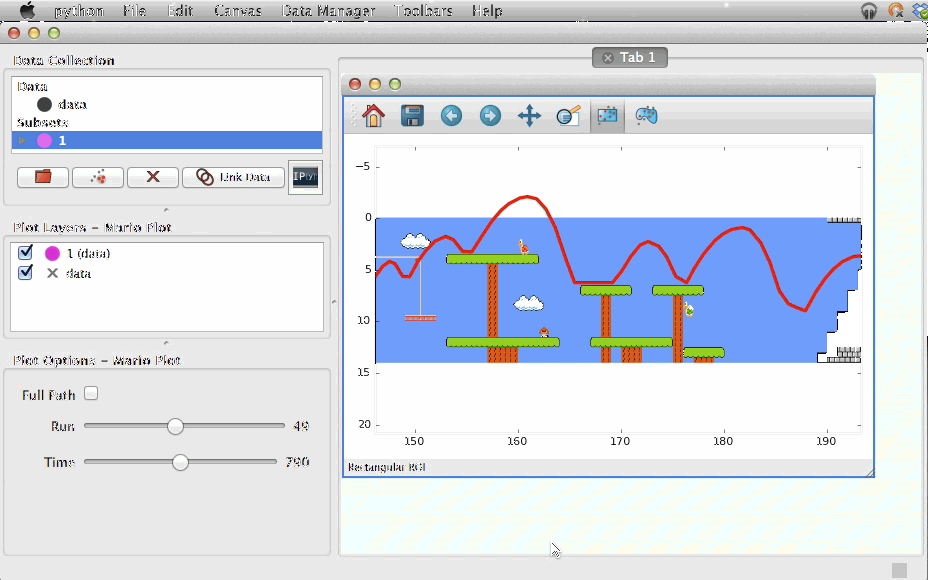 python File Edit Canvas Data Manager Toolbars Help
Data Collection
Tab 1
Data
data
Subsets
1
Link Data
Plot Layers - Mario Plot
1 (data)
data
Plot Options - Mario Plot
Full Path
Run 49
Time 790
−5
0
5
10
15
20
150 160 170 180 190
Rectangular ROI